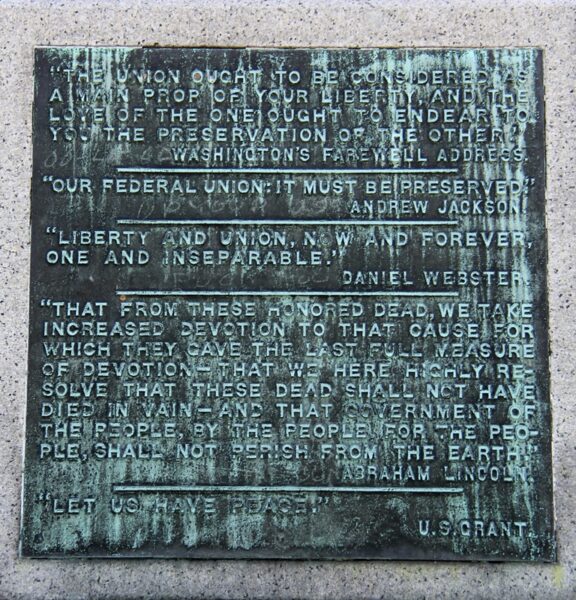 "THE UNION OUGHT TO BE CONSIDERED AS
A MAIN PROP OF YOUR LIBERTY, AND THE
LOVE OF THE ONE OUGHT TO ENDEAR TO
YOU THE PRESERVATION OF THE OTHER."
WASHINGTON'S FAREWELL ADDRESS.
"OUR FEDERAL UNION: IT MUST BE PRESERVED."
ANDREW JACKSON.
"LIBERTY AND UNION, NOW AND FOREVER,
ONE AND INSEPARABLE."
DANIEL WEBSTER.
"THAT FROM THESE HONORED DEAD, WE TAKE
INCREASED DEVOTION TO THAT CAUSE FOR
WHICH THEY GAVE THE LAST FULL MEASURE
OF DEVOTION—THAT WE HERE HIGHLY RE-
SOLVE THAT THESE DEAD SHALL NOT HAVE
DIED IN VAIN—AND THAT GOVERNMENT OF
THE PEOPLE, BY THE PEOPLE, FOR THE PEO-
PLE, SHALL NOT PERISH FROM THE EARTH."
ABRAHAM LINCOLN.
"LET US HAVE PEACE."
U.S. GRANT.